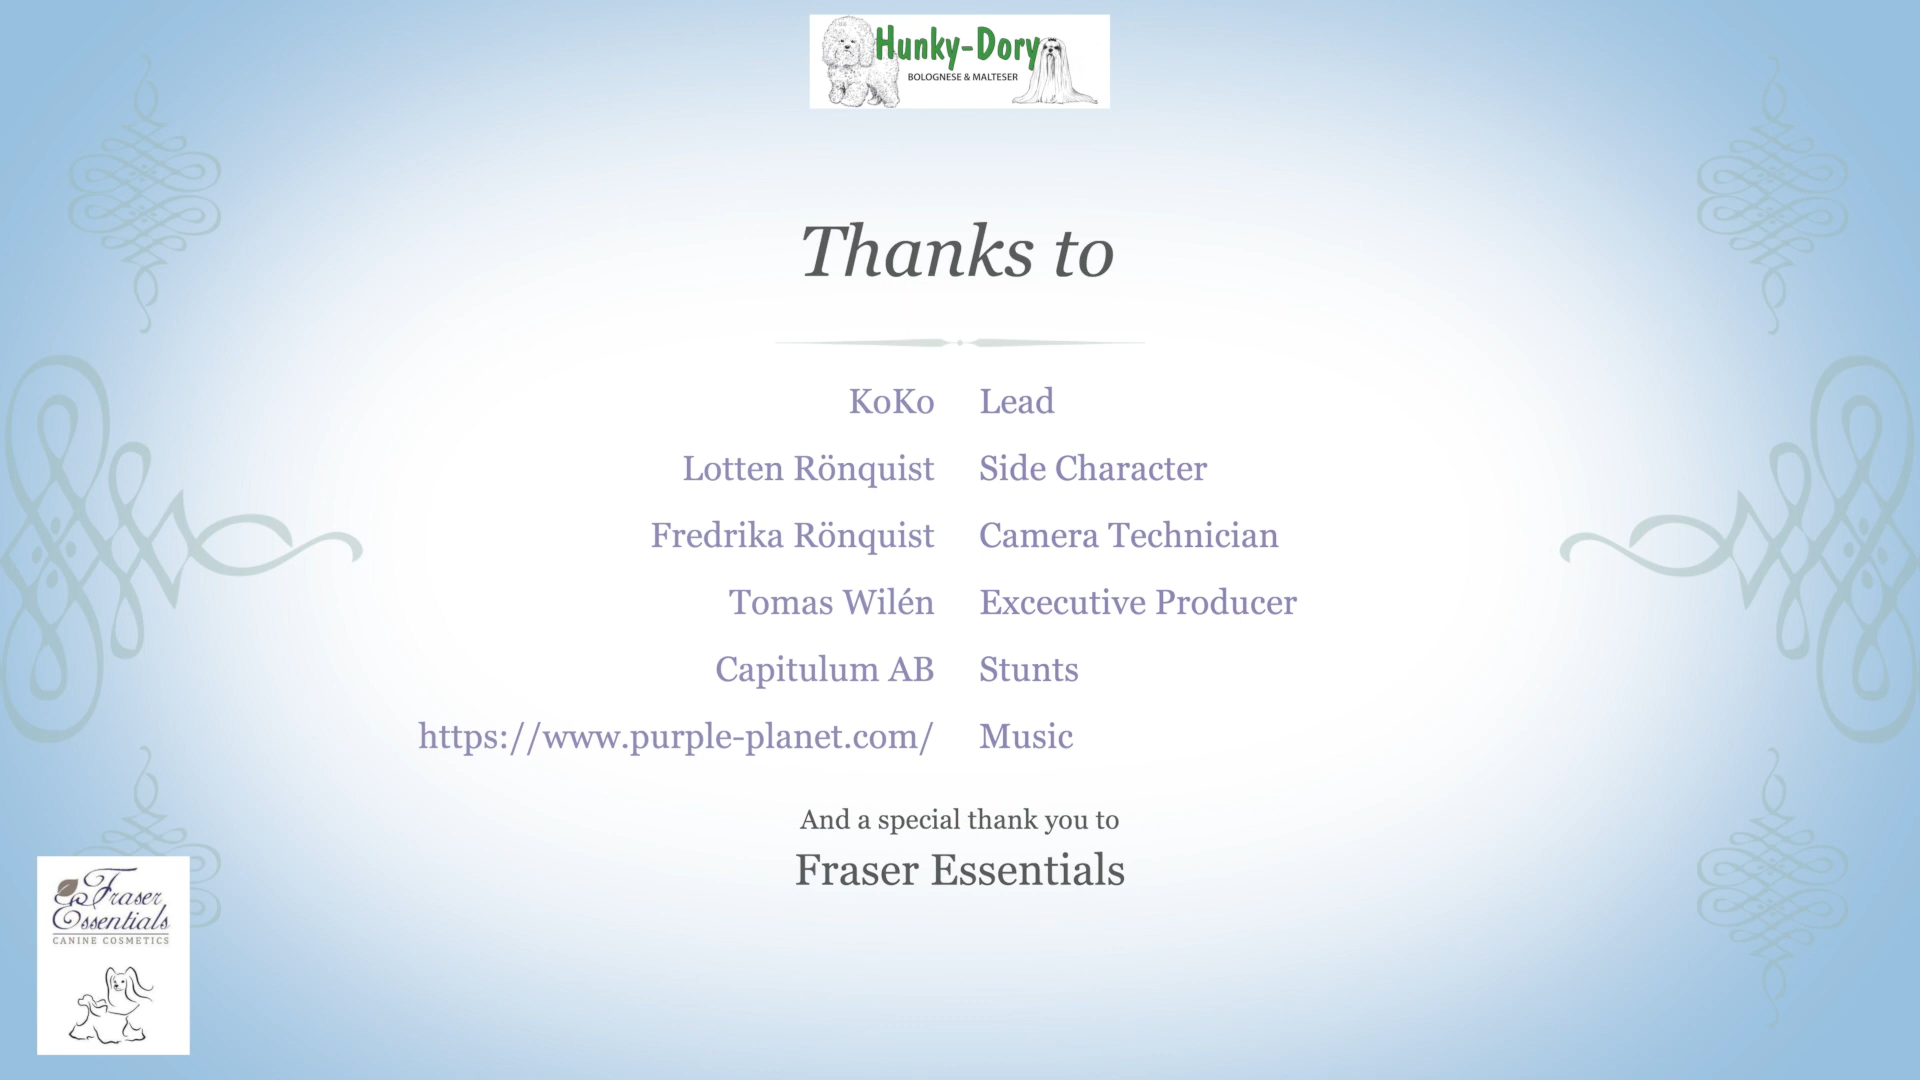 Hunky-Dory
BOLOGNESE & MALTESER
Thanks to
KoKo Lead
Lotten Rönquist Side Character
Fredrika Rönquist Camera Technician
Tomas Wilén Excecutive Producer
Capitulum AB Stunts
https://www.purple-planet.com/ Music
And a special thank you to
Fraser Essentials
Fraser
Essentials
CANINE COSMETICS